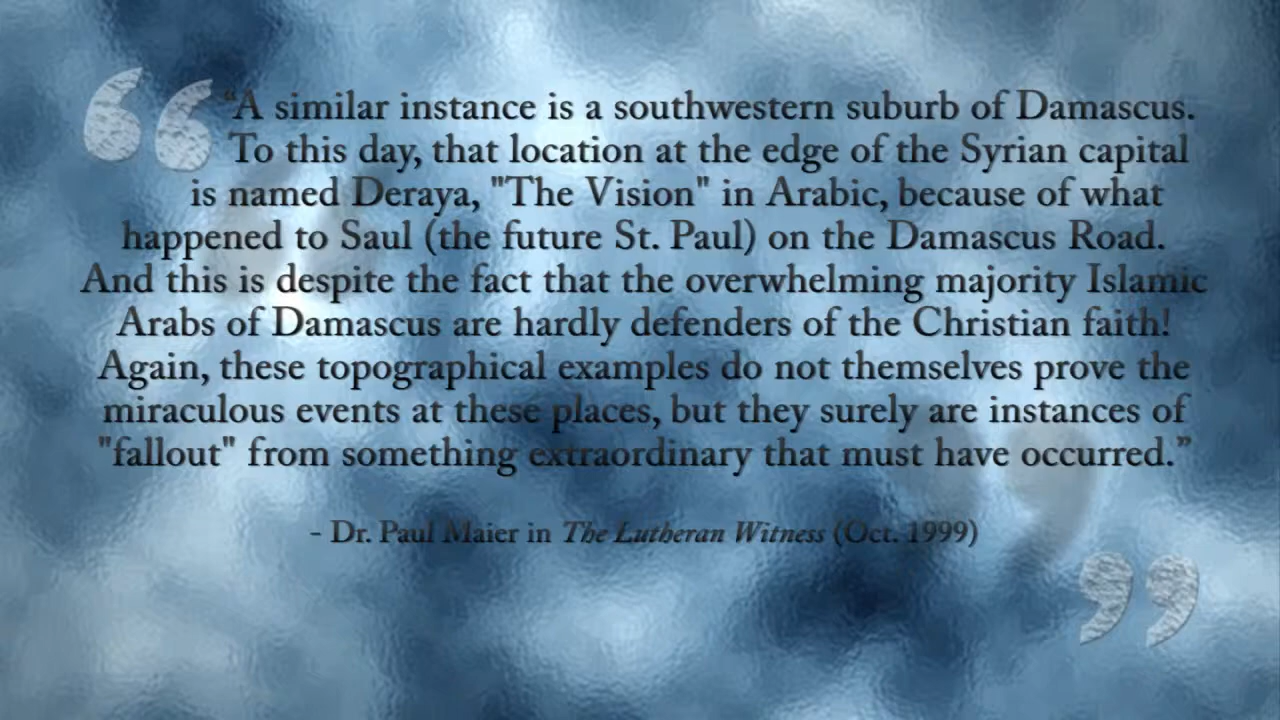 “A similar instance is a southwestern suburb of Damascus.
To this day, that location at the edge of the Syrian capital
is named Deraya, "The Vision" in Arabic, because of what
happened to Saul (the future St. Paul) on the Damascus Road.
And this is despite the fact that the overwhelming majority Islamic
Arabs of Damascus are hardly defenders of the Christian faith!
Again, these topographical examples do not themselves prove the
miraculous events at these places, but they surely are instances of
"fallout" from something extraordinary that must have occurred.”
- Dr. Paul Maier in The Lutheran Witness (Oct. 1999)